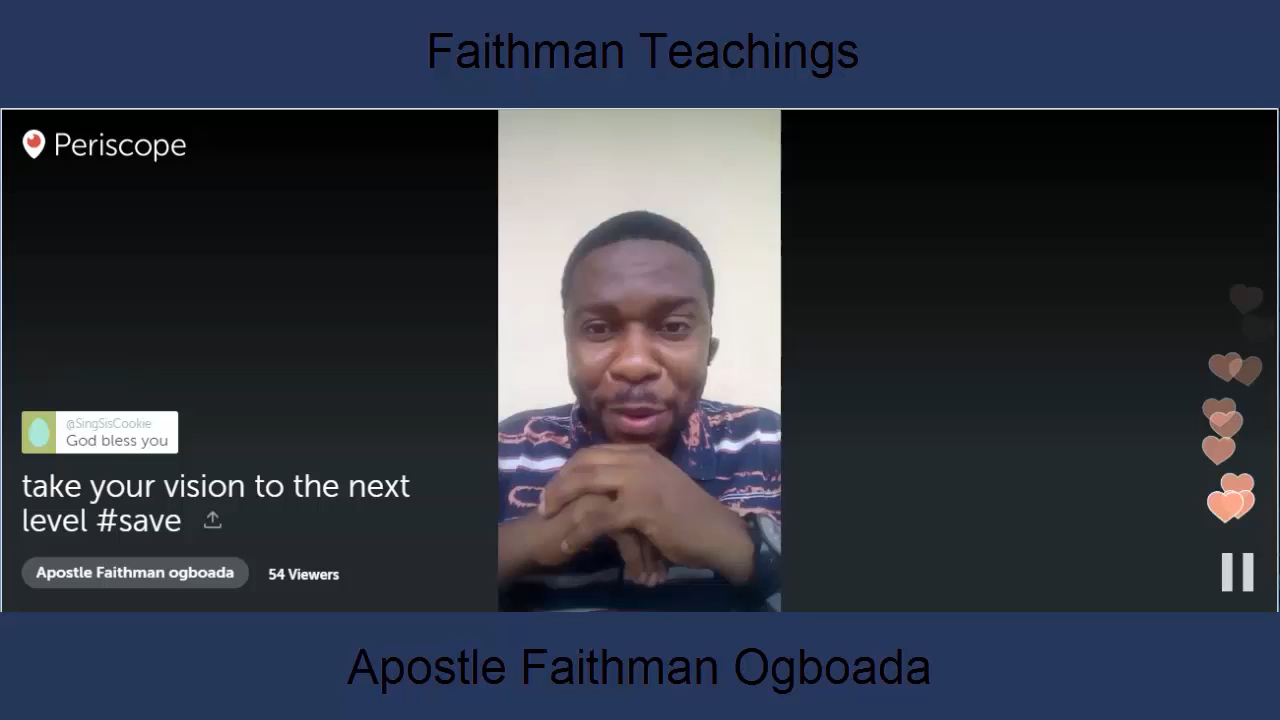 Faithman Teachings
Periscope
@SingSisCookie
God bless you
take your vision to the next
level #save
Apostle Faithman ogboada
54 Viewers
Apostle Faithman Ogboada